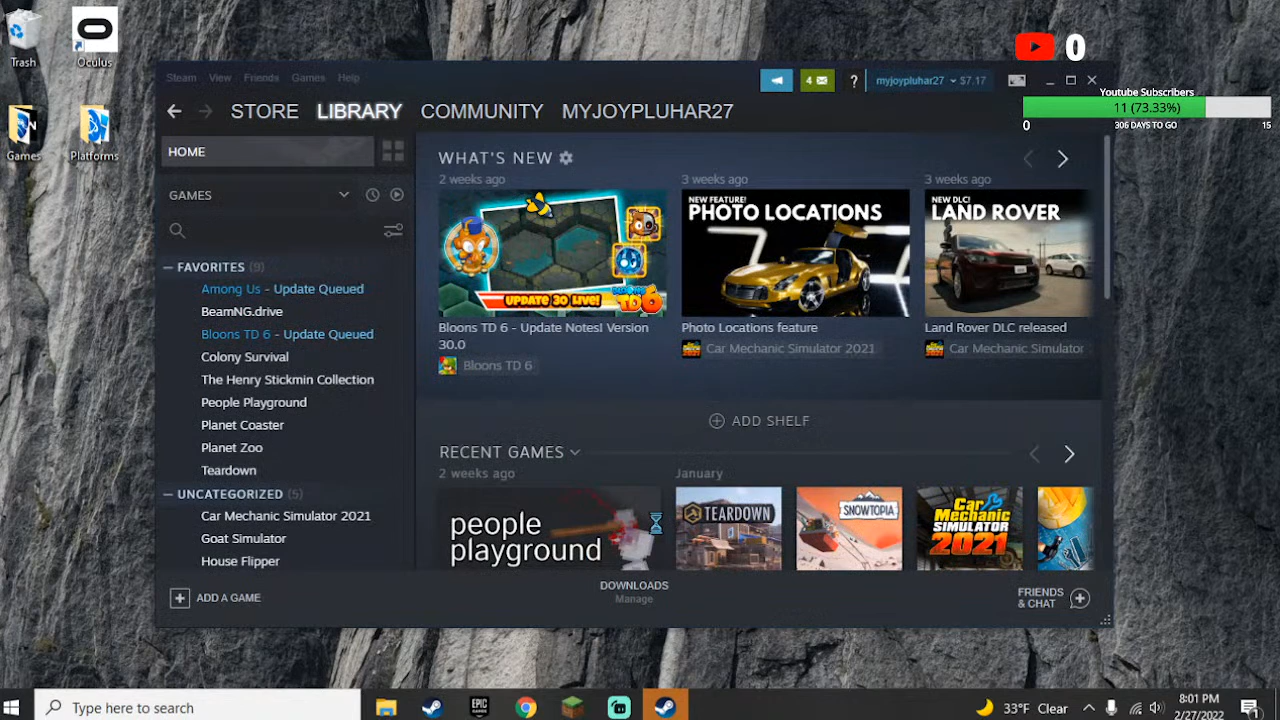 Trash
Oculus
Games
Platforms
0
Youtube Subscribers
11 (73.33%)
0
15
306 DAYS TO GO
Steam View Friends Games Help
4
?
myjoypluhar27
$7.17
STORE LIBRARY COMMUNITY MYJOYPLUHAR27
HOME
GAMES
FAVORITES (9)
Among Us - Update Queued
BeamNG.drive
Bloons TD 6 - Update Queued
Colony Survival
The Henry Stickmin Collection
People Playground
Planet Coaster
Planet Zoo
Teardown
UNCATEGORIZED (5)
Car Mechanic Simulator 2021
Goat Simulator
House Flipper
ADD A GAME
WHAT'S NEW
2 weeks ago
UPDATE 30 LIVE!
BLOONS TD 6
Bloons TD 6 - Update Notes! Version
30.0
Bloons TD 6
3 weeks ago
NEW FEATURE!
PHOTO LOCATIONS
Photo Locations feature
Car Mechanic Simulator 2021
3 weeks ago
NEW DLC!
LAND ROVER
Land Rover DLC released
Car Mechanic Simulator
ADD SHELF
RECENT GAMES
2 weeks ago
people
playground
January
TEARDOWN
SNOWTOPIA
Car
Mechanic
SIMULATOR
2021
DOWNLOADS
Manage
FRIENDS
& CHAT
Type here to search
EPIC
GAMES
33°F Clear
8:01 PM
2/27/2022
1